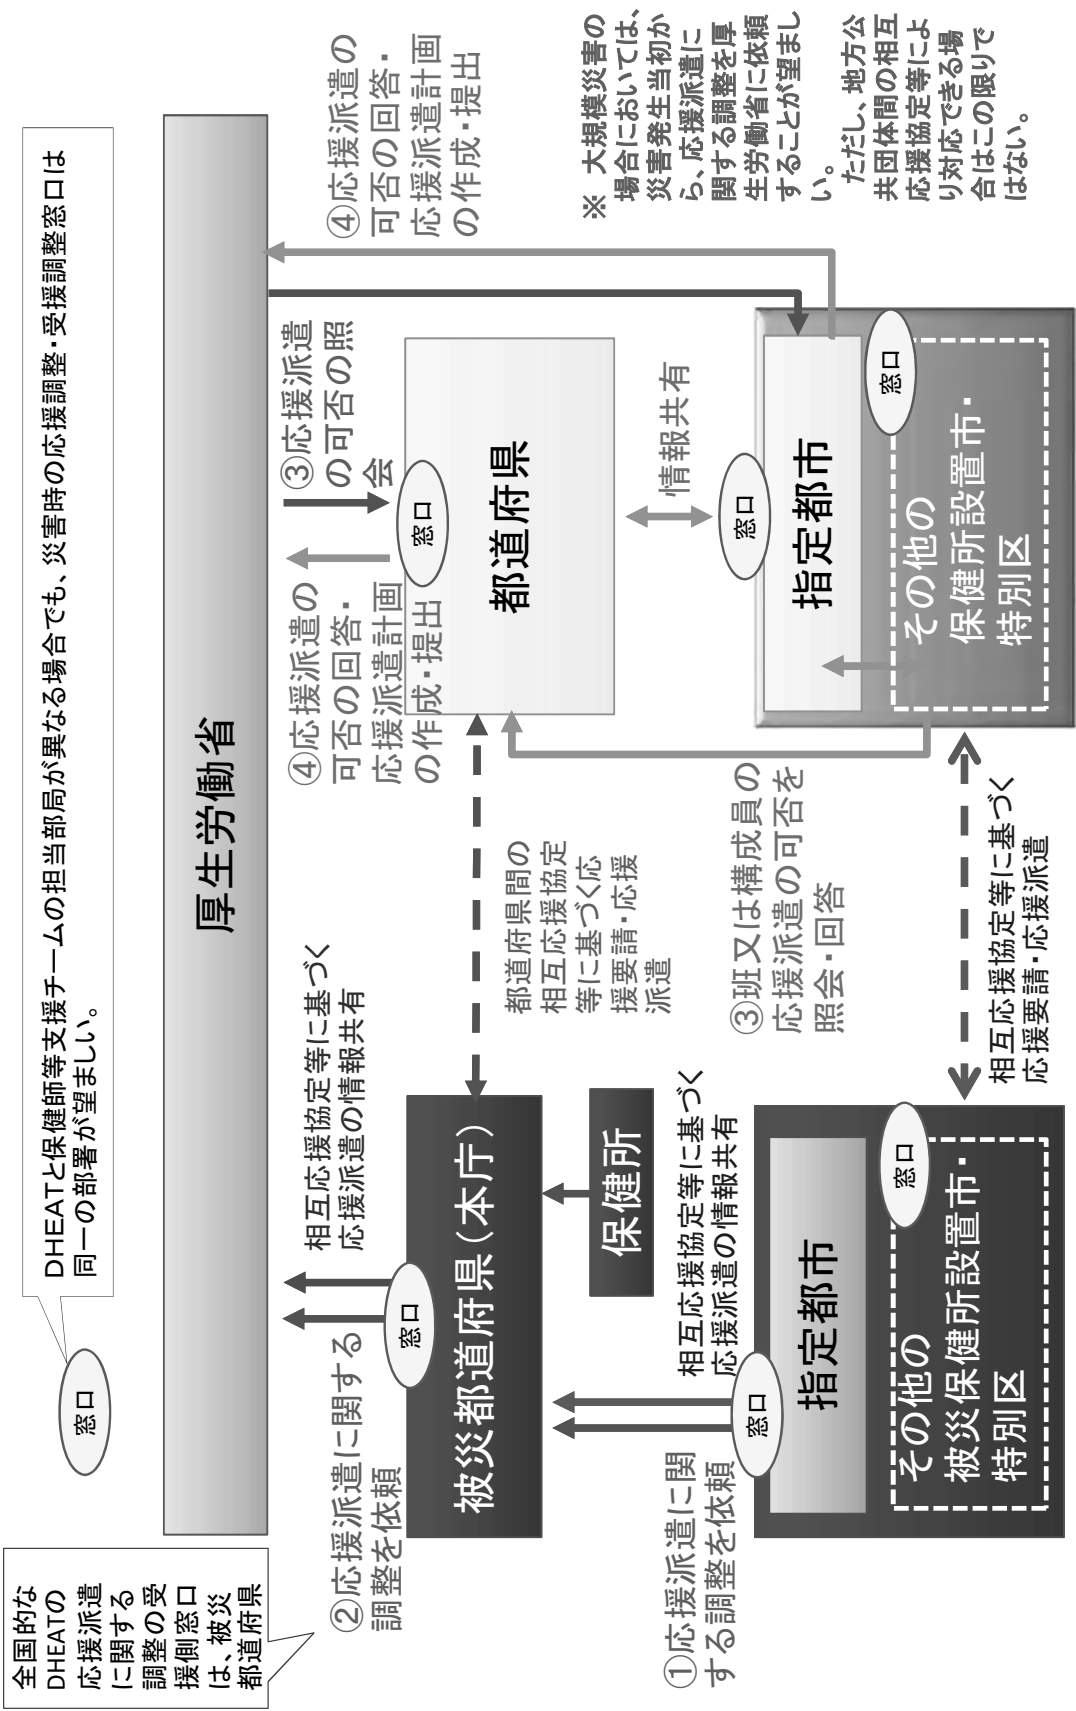 全国的な
DHEATの
応援派遣
に関する
調整の受
援側窓口
は、被災
都道府県
窓口
DHEATと保健師等支援チームの担当部局が異なる場合でも、災害時の応援調整・受援調整窓口は
同一の部署が望ましい。
厚生労働省
②応援派遣に関する
調整を依頼
相互応援協定等に基づく
応援派遣の情報共有
④応援派遣の
可否の回答・
応援派遣計画
の作成・提出
③応援派遣
の可否の照
会
④応援派遣の
可否の回答・
応援派遣計画
の作成・提出
窓口
被災都道府県(本庁)
都道府県間の
相互応援協定
等に基づく応
援要請・応援
派遣
窓口
都道府県
保健所
①応援派遣に関
する調整を依頼
相互応援協定等に基づく
応援派遣の情報共有
③班又は構成員の
応援派遣の可否を
照会・回答
情報共有
※ 大規模災害の
場合においては、
災害発生当初か
ら、応援派遣に
関する調整を厚
生労働省に依頼
することが望まし
い。
ただし、地方公
共団体間の相互
応援協定等によ
り対応できる場
合はこの限りで
はない。
窓口
指定都市
窓口
その他の
被災保健所設置市・
特別区
相互応援協定等に基づく
応援要請・応援派遣
窓口
指定都市
窓口
その他の
保健所設置市・
特別区